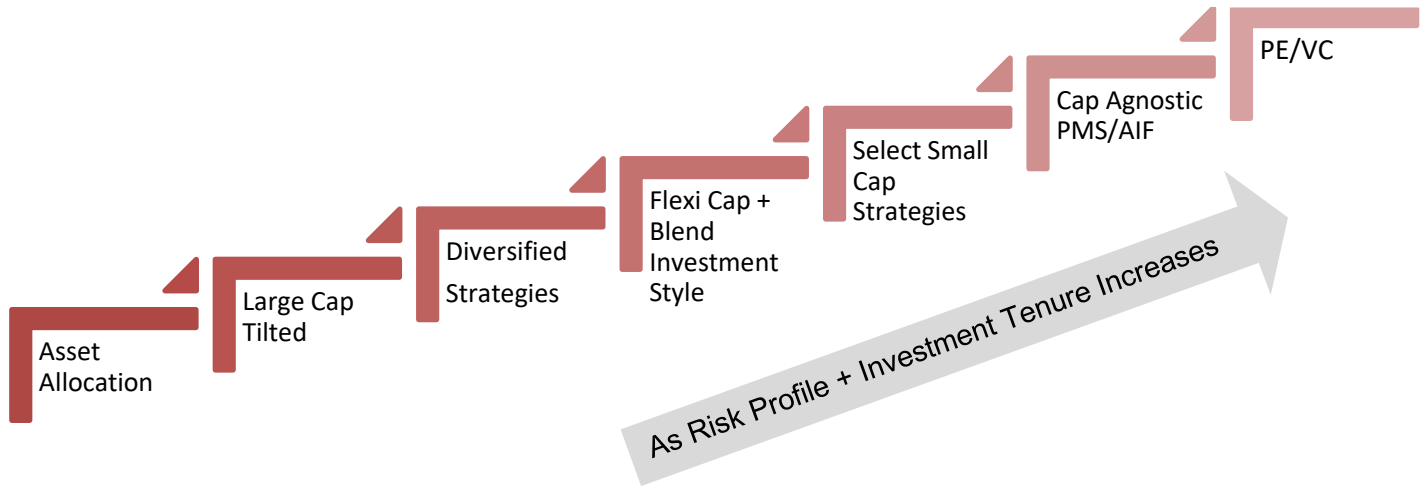 Asset
Allocation
Large Cap
Tilted
Diversified
Strategies
Flexi Cap +
Blend
Investment
Style
Select Small
Cap
Strategies
Cap Agnostic
PMS/AIF
PE/VC
As Risk Profile + Investment Tenure Increases